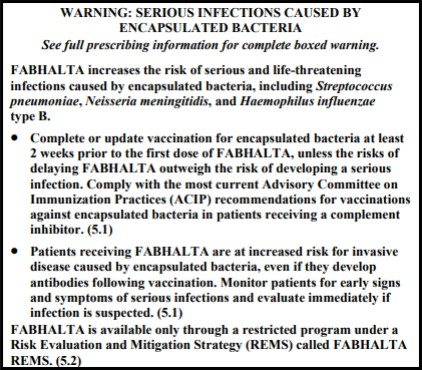 WARNING: SERIOUS INFECTIONS CAUSED BY
ENCAPSULATED BACTERIA
See full prescribing information for complete boxed warning.
FABHALTA increases the risk of serious and life-threatening
infections caused by encapsulated bacteria, including Streptococcus
pneumoniae, Neisseria meningitidis, and Haemophilus influenzae
type B.
• Complete or update vaccination for encapsulated bacteria at least
2 weeks prior to the first dose of FABHALTA, unless the risks of
delaying FABHALTA outweigh the risk of developing a serious
infection. Comply with the most current Advisory Committee on
Immunization Practices (ACIP) recommendations for vaccinations
against encapsulated bacteria in patients receiving a complement
inhibitor. (5.1)
• Patients receiving FABHALTA are at increased risk for invasive
disease caused by encapsulated bacteria, even if they develop
antibodies following vaccination. Monitor patients for early signs
and symptoms of serious infections and evaluate immediately if
infection is suspected. (5.1)
FABHALTA is available only through a restricted program under a
Risk Evaluation and Mitigation Strategy (REMS) called FABHALTA
REMS. (5.2)